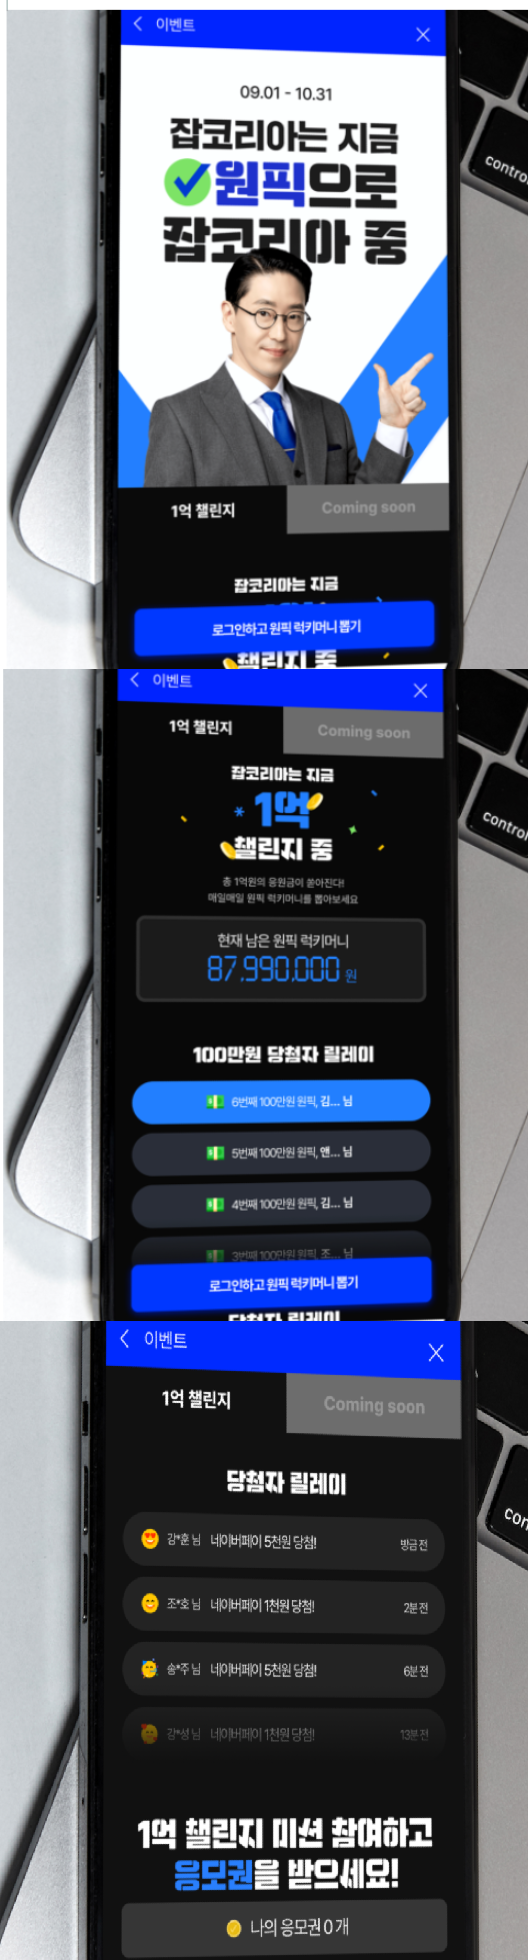 이벤트
09.01 - 10.31
잡코리아는 지금
원픽으로
잡코리아 중
1억 챌린지
Coming soon
잡코리아는 지금
로그인하고 원픽 럭키머니 뽑기
챌린지 중
control
이벤트
1억 챌린지
Coming soon
잡코리아는 지금
1억
챌린지 중
총 1억원의 응원금이 쏟아진다!
매일매일 원픽 럭키머니를 뽑아보세요
현재 남은 원픽 럭키머니
87,990,000 원
100만원 당첨자 릴레이
6번째 100만원 원픽, 김... 님
5번째 100만원 원픽, 앤... 님
4번째 100만원 원픽, 김... 님
3번째 100만원 원픽, 조... 님
로그인하고 원픽 럭키머니 뽑기
당첨자 릴레이
contro
이벤트
1억 챌린지
Coming soon
당첨자 릴레이
강*훈 님 네이버페이 5천원 당첨! 방금 전
조*호 님 네이버페이 1천원 당첨! 2분 전
송*주 님 네이버페이 5천원 당첨! 6분 전
강*성 님 네이버페이 1천원 당첨! 13분 전
1억 챌린지 미션 참여하고
응모권을 받으세요!
나의 응모권 0 개
con